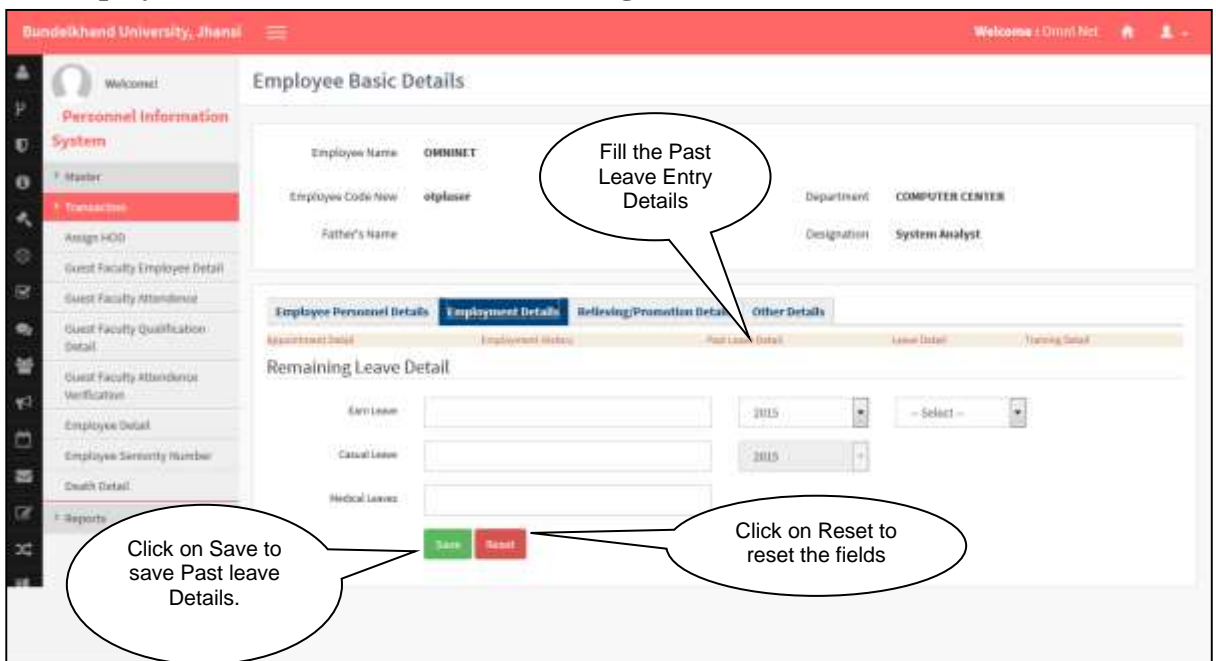 Bundelkhand University, Jhansi
Welcome : Omni Net
Welcome!
Personnel Information
System
Master
Transaction
Assign HOD
Guest Faculty Employee Detail
Guest Faculty Attendence
Guest Faculty Qualification
Detail
Guest Faculty Attendence
Verification
Employee Detail
Employee Seniority Number
Death Detail
Reports
Employee Basic Details
Employee Name OMNINET
Employee Code New otpluser
Department COMPUTER CENTER
Father's Name
Designation System Analyst
Fill the Past
Leave Entry
Details
Employee Personnel Details Employment Details Relieving/Promotion Details Other Details
Appointment Detail Employment History Past Leave Detail Leave Detail Training Detail
Remaining Leave Detail
Earn Leave 2015 -- Select --
Casual Leave 2015
Medical Leaves
Save Reset
Click on Save to
save Past leave
Details.
Click on Reset to
reset the fields